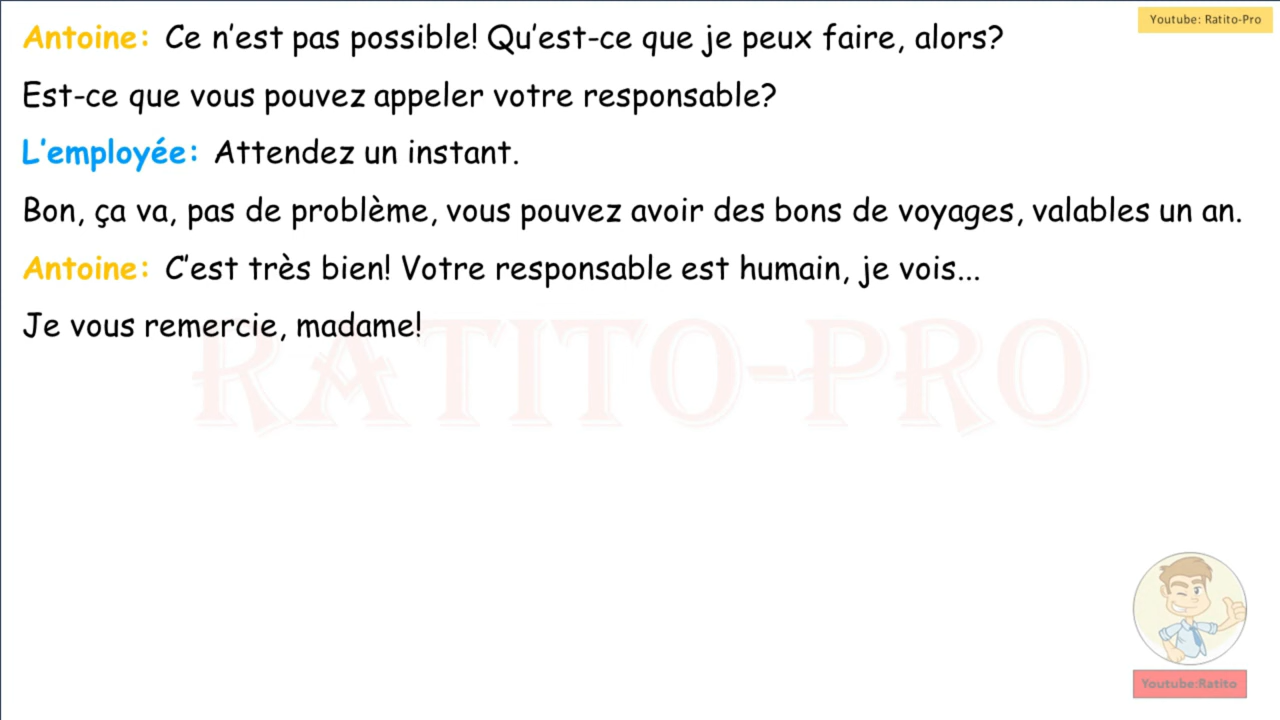 Youtube: Ratito-Pro
Antoine: Ce n'est pas possible! Qu'est-ce que je peux faire, alors?
Est-ce que vous pouvez appeler votre responsable?
L'employée: Attendez un instant.
Bon, ça va, pas de problème, vous pouvez avoir des bons de voyages, valables un an.
Antoine: C'est très bien! Votre responsable est humain, je vois...
Je vous remercie, madame!
RATITO-PRO
Youtube:Ratito